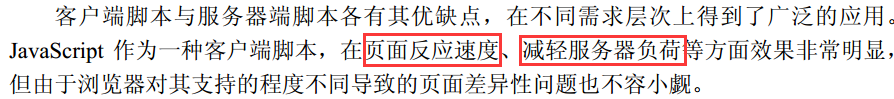 客户端脚本与服务器端脚本各有其优缺点，在不同需求层次上得到了广泛的应用。
JavaScript 作为一种客户端脚本，在页面反应速度、减轻服务器负荷等方面效果非常明显，
但由于浏览器对其支持的程度不同导致的页面差异性问题也不容小觑。